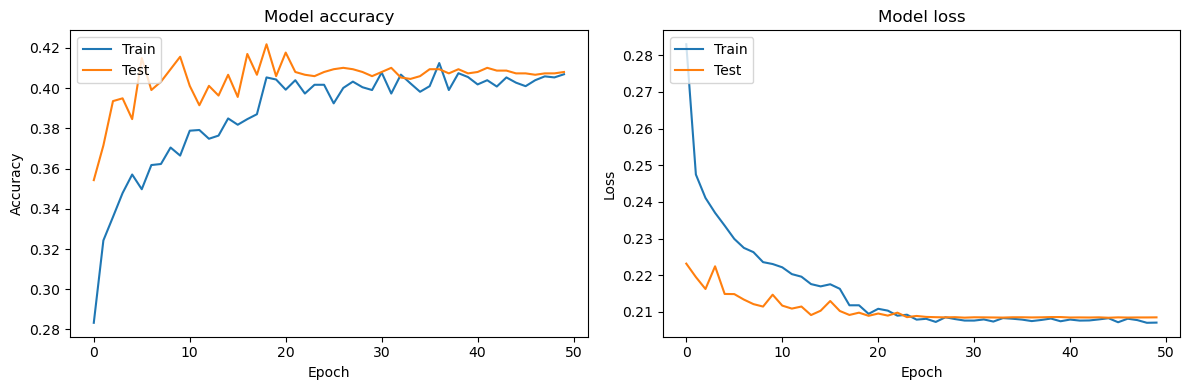 Model accuracy
Train
Test
0.42
0.40
0.38
0.36
0.34
0.32
0.30
0.28
Accuracy
0 10 20 30 40 50
Epoch
Model loss
Train
Test
0.28
0.27
0.26
0.25
0.24
0.23
0.22
0.21
Loss
0 10 20 30 40 50
Epoch